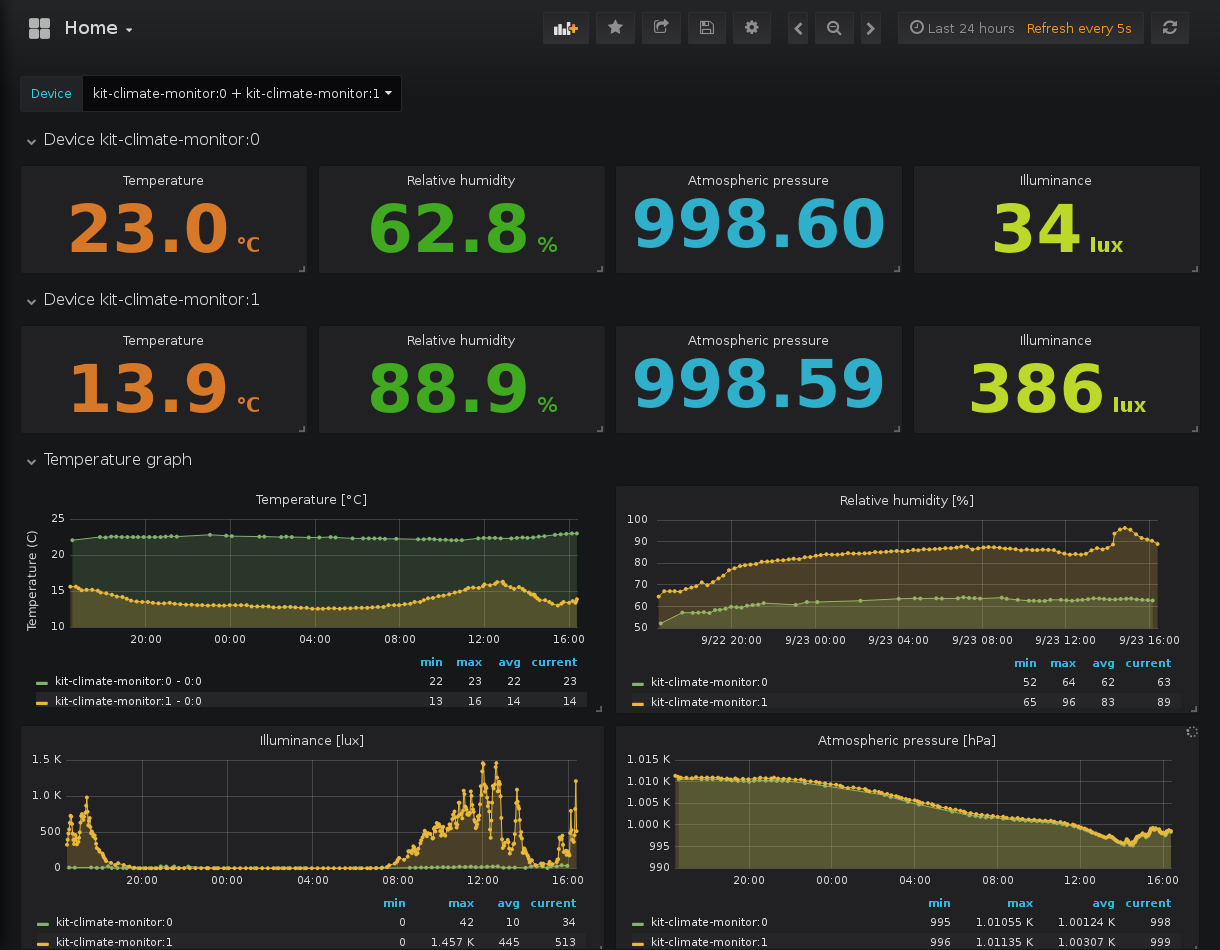 Home
Last 24 hours Refresh every 5s
Device kit-climate-monitor:0 + kit-climate-monitor:1
Device kit-climate-monitor:0
Temperature Relative humidity Atmospheric pressure Illuminance
23.0 °C 62.8 % 998.60 34 lux
Device kit-climate-monitor:1
Temperature Relative humidity Atmospheric pressure Illuminance
13.9 °C 88.9 % 998.59 386 lux
Temperature graph
Temperature [°C]
Temperature (C)
25
20
15
10
20:00 00:00 04:00 08:00 12:00 16:00
min max avg current
kit-climate-monitor:0 - 0:0 22 23 22 23
kit-climate-monitor:1 - 0:0 13 16 14 14
Relative humidity [%]
100
90
80
70
60
50
9/22 20:00 9/23 00:00 9/23 04:00 9/23 08:00 9/23 12:00 9/23 16:00
min max avg current
kit-climate-monitor:0 52 64 62 63
kit-climate-monitor:1 65 96 83 89
Illuminance [lux]
1.5 K
1.0 K
500
0
20:00 00:00 04:00 08:00 12:00 16:00
min max avg current
kit-climate-monitor:0 0 42 10 34
kit-climate-monitor:1 0 1.457 K 445 513
Atmospheric pressure [hPa]
1.015 K
1.010 K
1.005 K
1.000 K
995
990
20:00 00:00 04:00 08:00 12:00 16:00
min max avg current
kit-climate-monitor:0 995 1.01055 K 1.00124 K 998
kit-climate-monitor:1 996 1.01135 K 1.00307 K 999